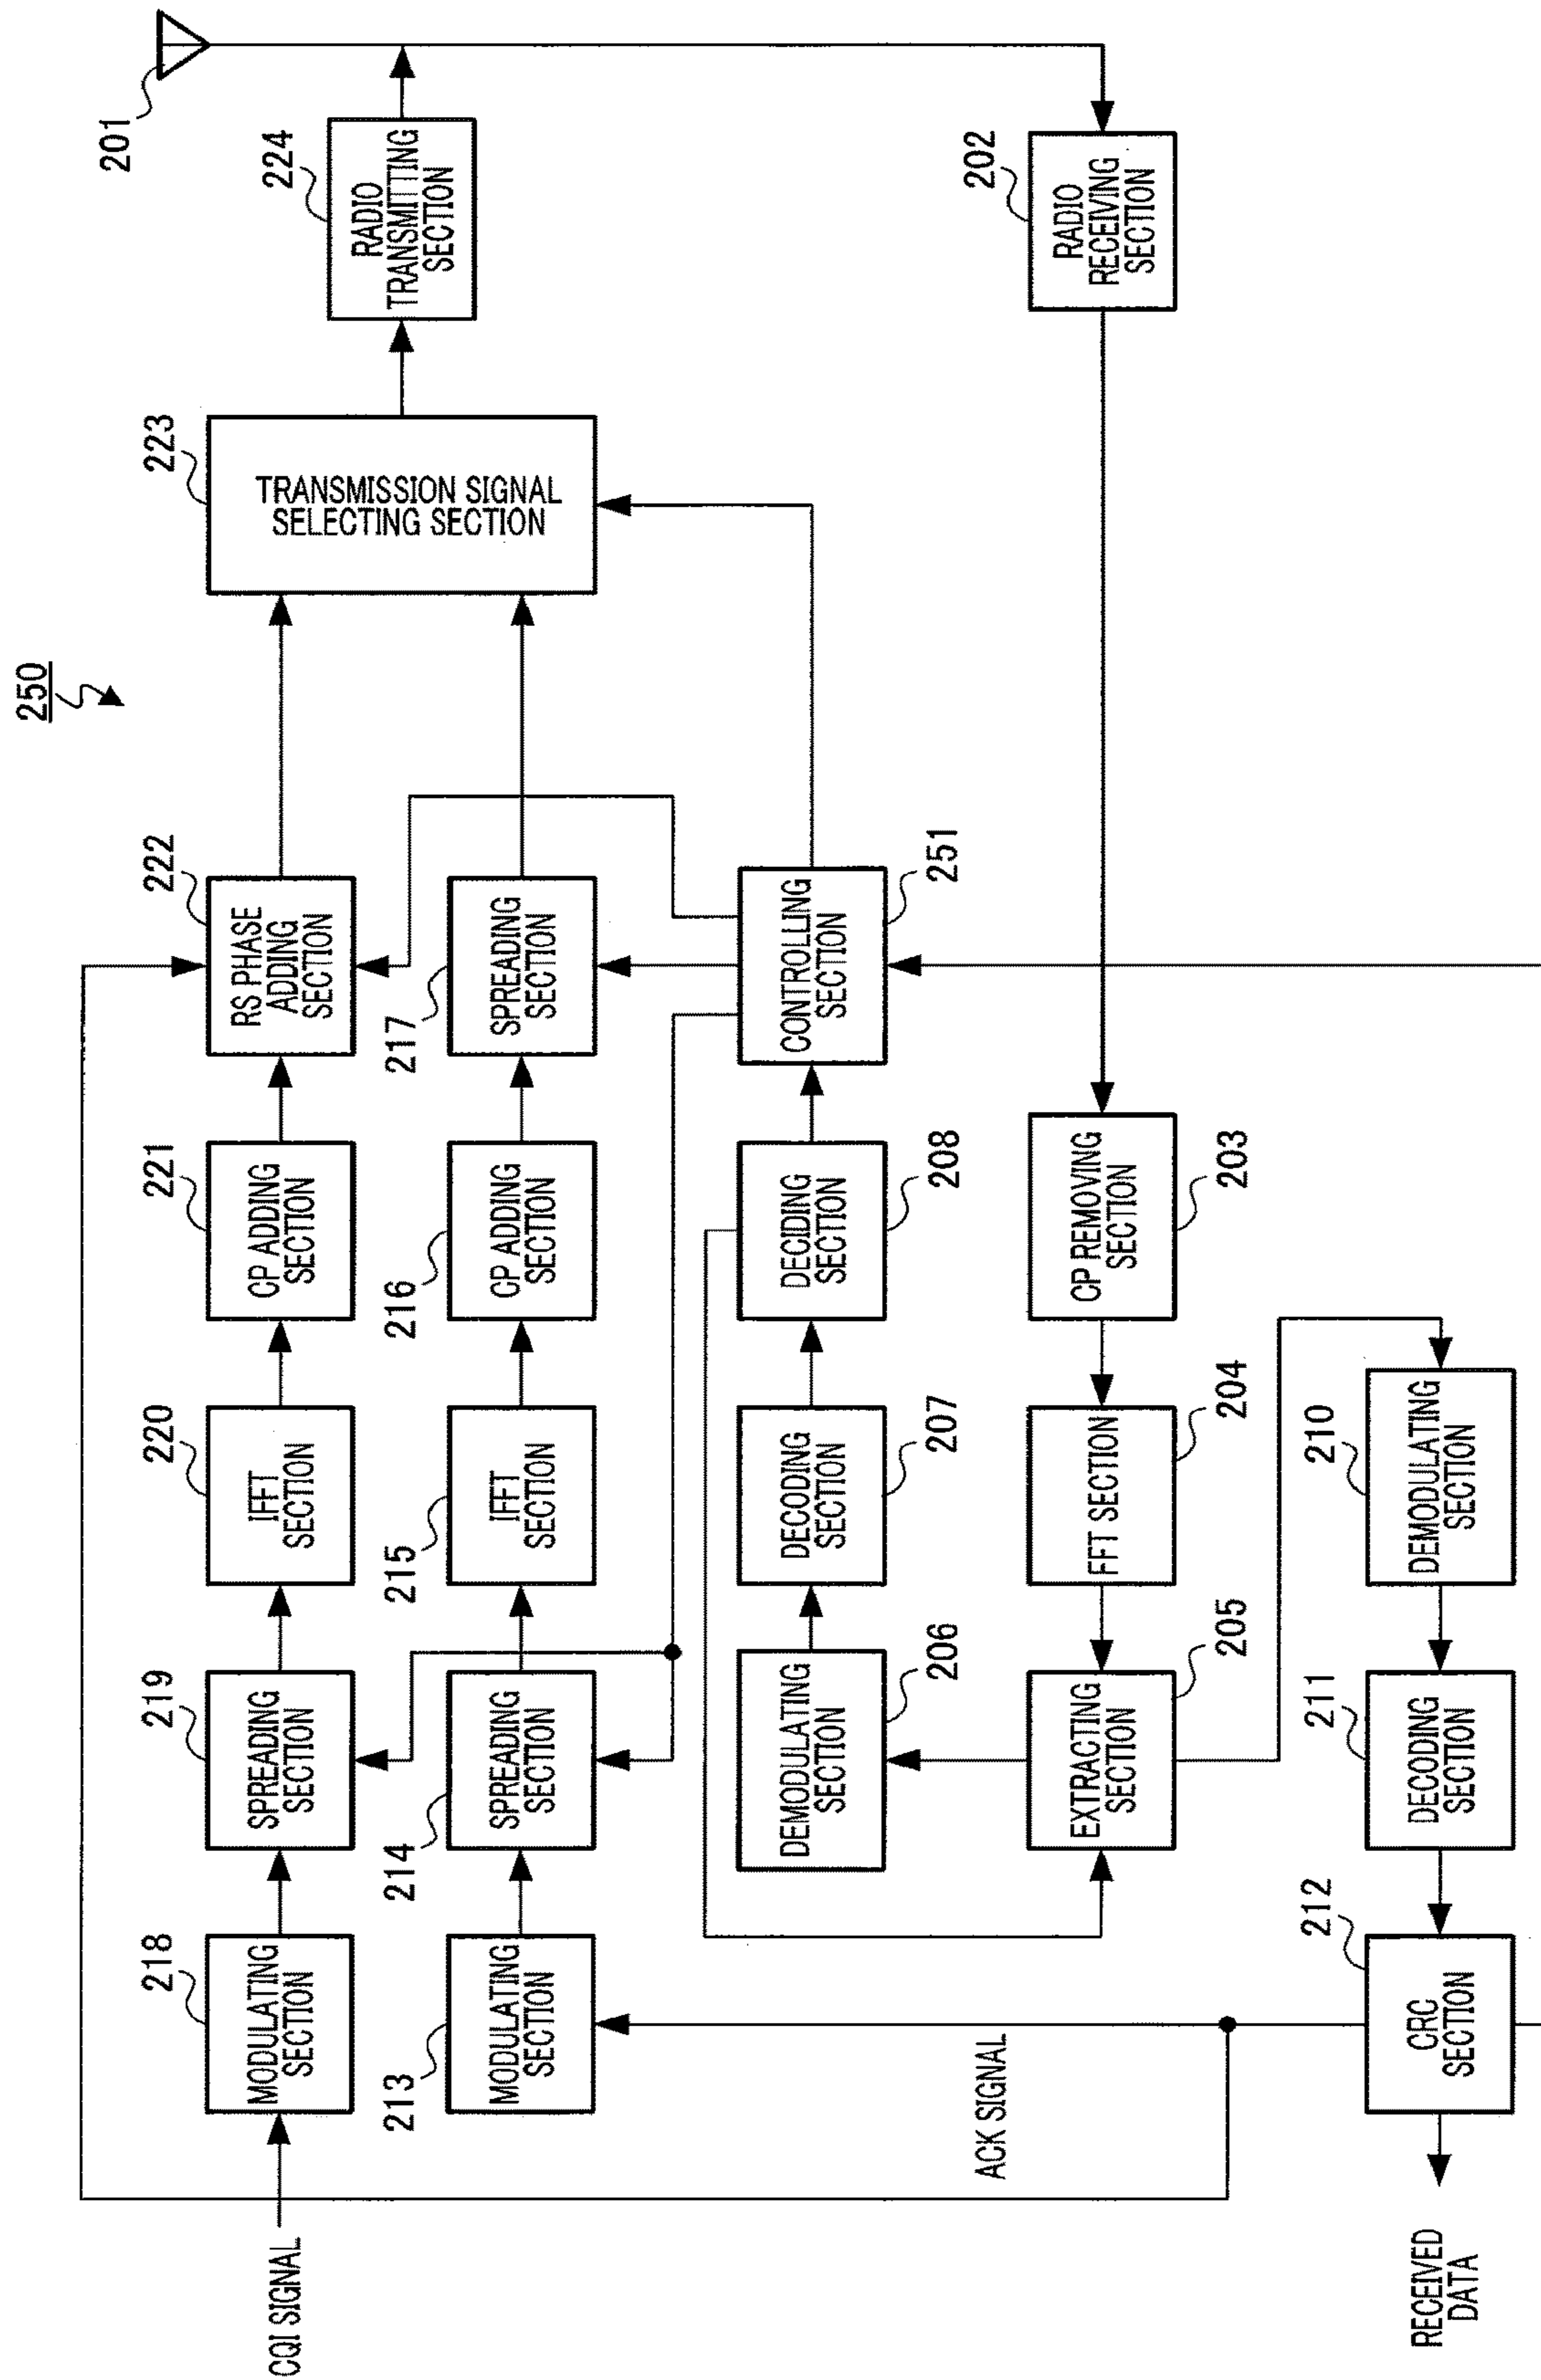 250
201
CQI SIGNAL
218
MODULATING
SECTION
219
SPREADING
SECTION
220
IFFT
SECTION
221
CP ADDING
SECTION
222
RS PHASE
ADDING
SECTION
223
TRANSMISSION SIGNAL
SELECTING SECTION
224
RADIO
TRANSMITTING
SECTION
213
MODULATING
SECTION
214
SPREADING
SECTION
215
IFFT
SECTION
216
CP ADDING
SECTION
217
SPREADING
SECTION
206
DEMODULATING
SECTION
207
DECODING
SECTION
208
DECIDING
SECTION
251
CONTROLLING
SECTION
ACK SIGNAL
205
EXTRACTING
SECTION
204
FFT SECTION
203
CP REMOVING
SECTION
202
RADIO
RECEIVING
SECTION
RECEIVED
DATA
212
CRC
SECTION
211
DECODING
SECTION
210
DEMODULATING
SECTION